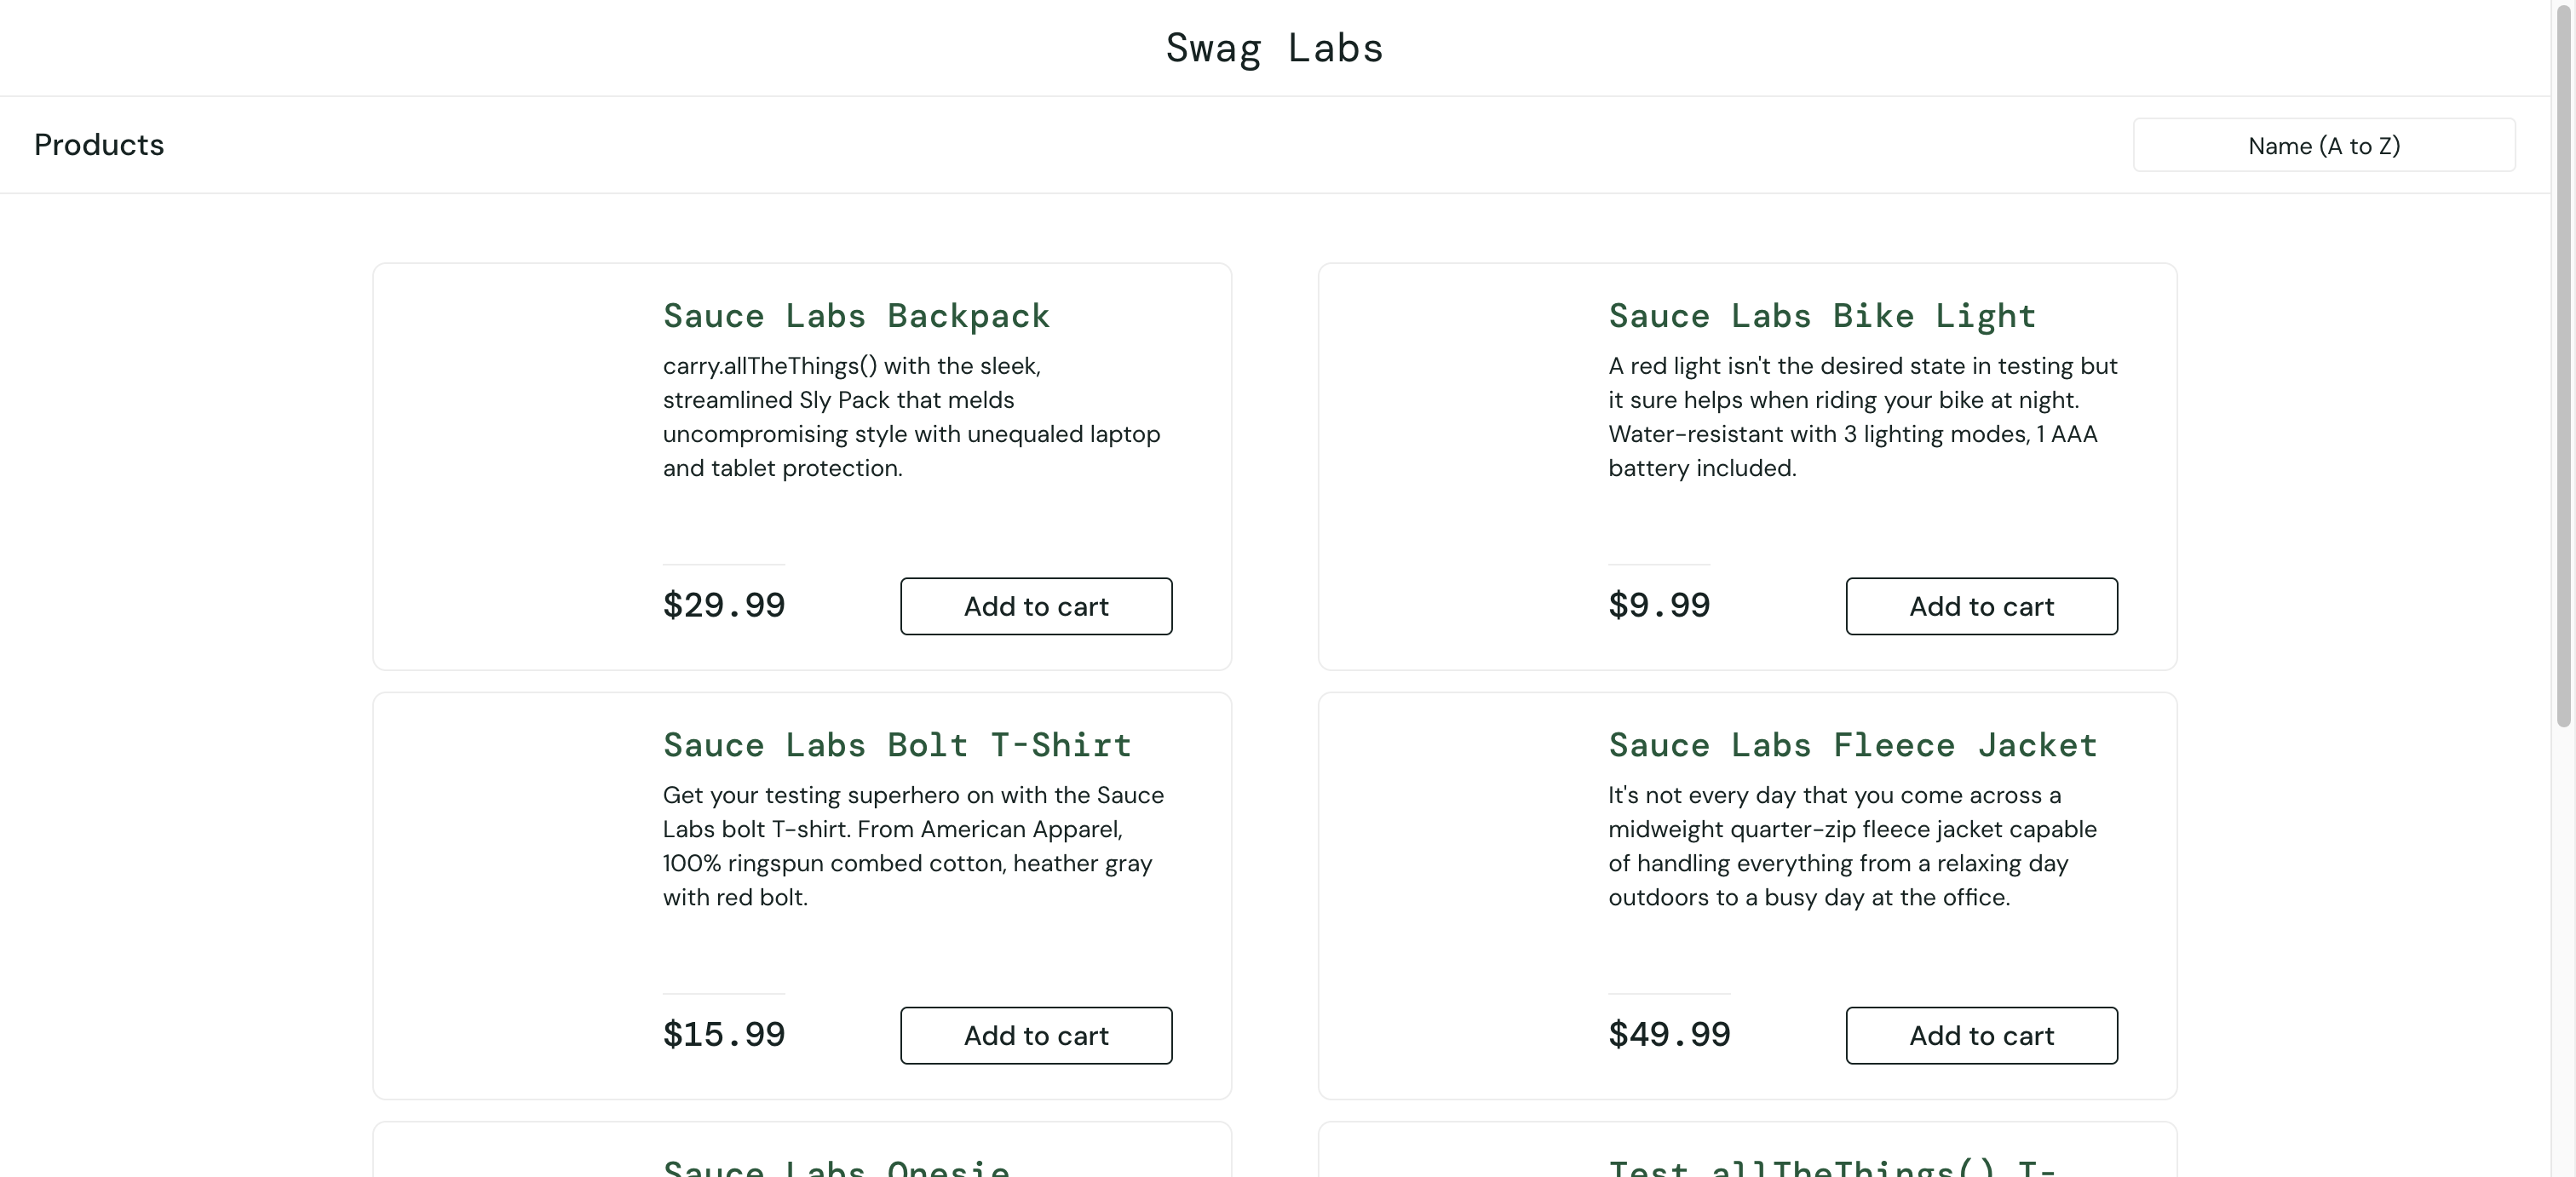 Swag Labs
Products
Name (A to Z)
Sauce Labs Backpack
carry.allTheThings() with the sleek,
streamlined Sly Pack that melds
uncompromising style with unequaled laptop
and tablet protection.
$29.99
Add to cart
Sauce Labs Bike Light
A red light isn't the desired state in testing but
it sure helps when riding your bike at night.
Water-resistant with 3 lighting modes, 1 AAA
battery included.
$9.99
Add to cart
Sauce Labs Bolt T-Shirt
Get your testing superhero on with the Sauce
Labs bolt T-shirt. From American Apparel,
100% ringspun combed cotton, heather gray
with red bolt.
$15.99
Add to cart
Sauce Labs Fleece Jacket
It's not every day that you come across a
midweight quarter-zip fleece jacket capable
of handling everything from a relaxing day
outdoors to a busy day at the office.
$49.99
Add to cart
Sauce Labs Onesie
Test.allTheThings() T-